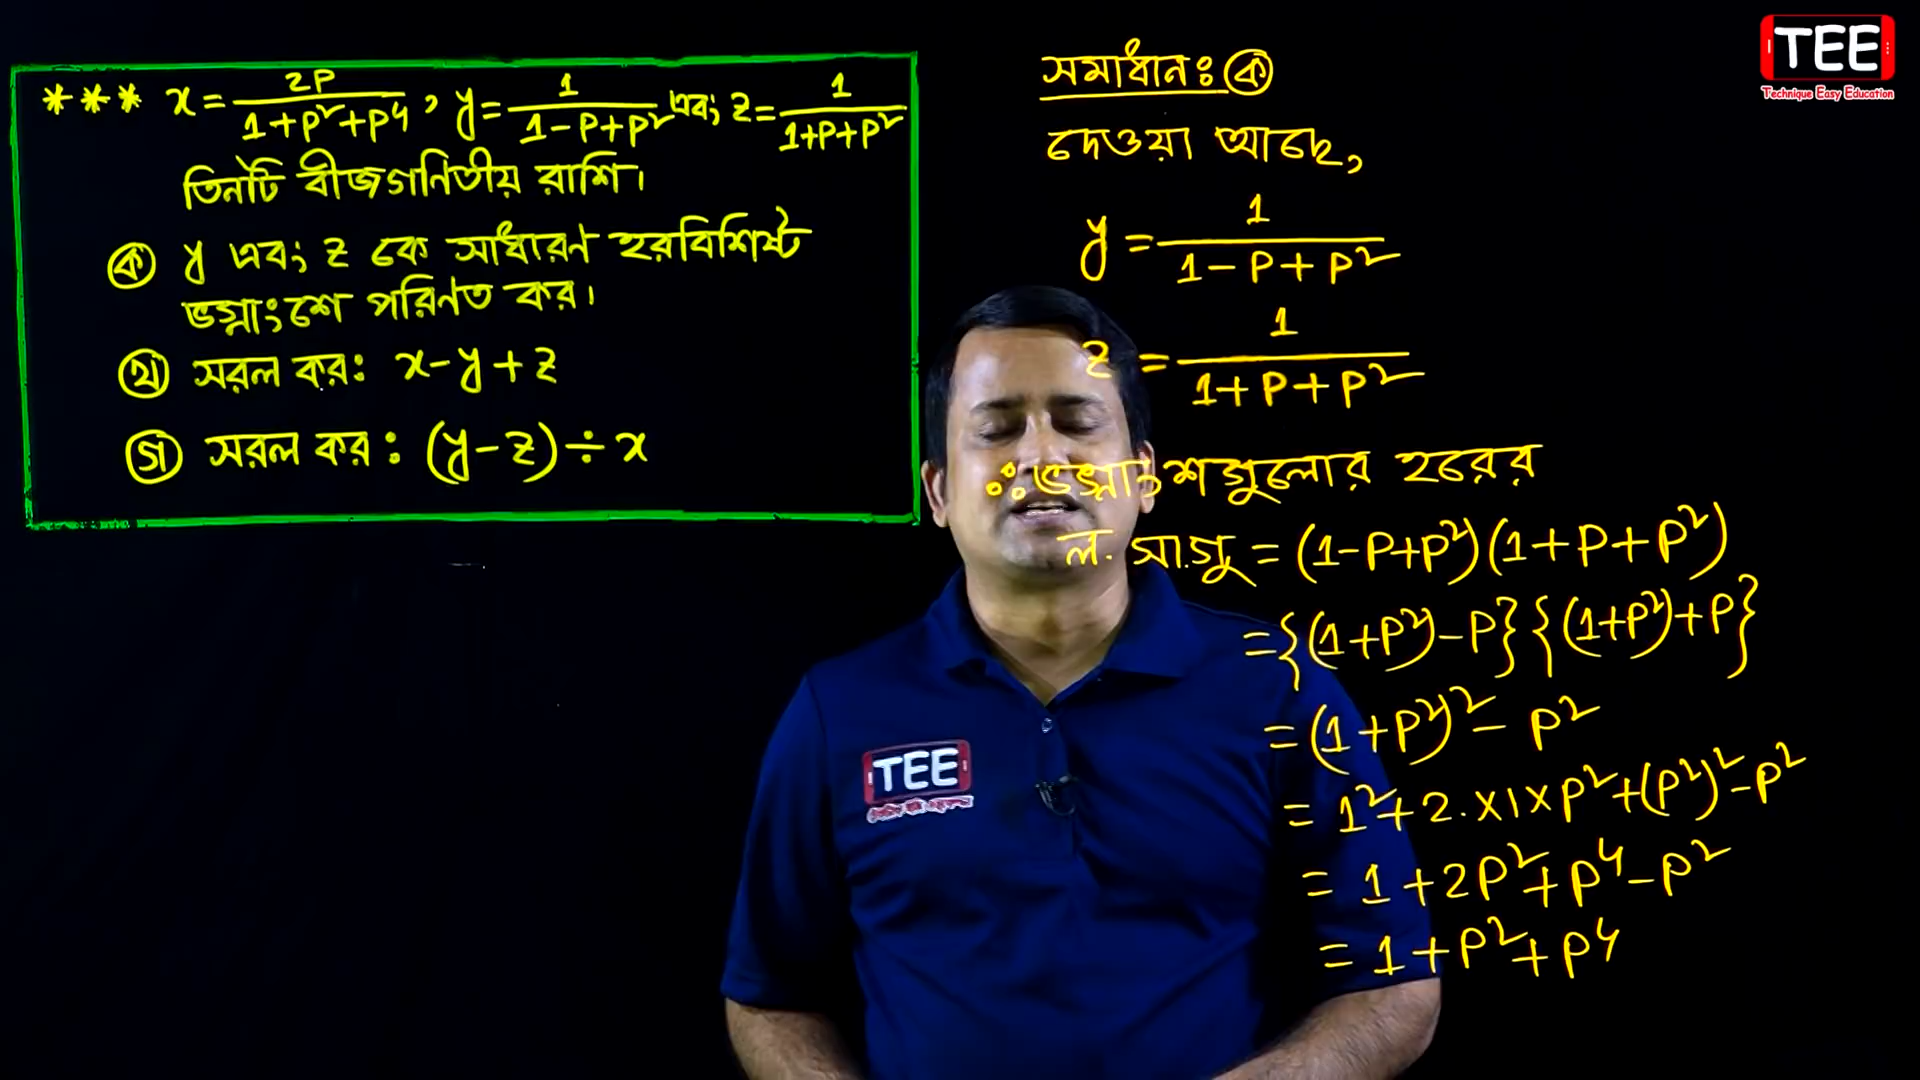 *** x = 2P/(1+P²+P⁴), y = 1/(1-P+P²) এবং z = 1/(1+P+P²)
তিনটি বীজগনিতীয় রাশি।
ক y এবং z কে সাধারণ হরবিশিষ্ট
ভগ্নাংশে পরিণত কর।
খ সরল কর: x-y+z
গ সরল কর: (y-z)÷x
সমাধান: ক
দেওয়া আছে,
y = 1/(1-P+P²)
z = 1/(1+P+P²)
∴ ভগ্নাংশগুলোর হরের
ল.সা.গু = (1-P+P²)(1+P+P²)
= {(1+P²)-P}{(1+P²)+P}
= (1+P²)² - P²
= 1²+2.×1×P²+(P²)²-P²
= 1+2P²+P⁴-P²
= 1+P²+P⁴
TEE
Technique Easy Education
TEE